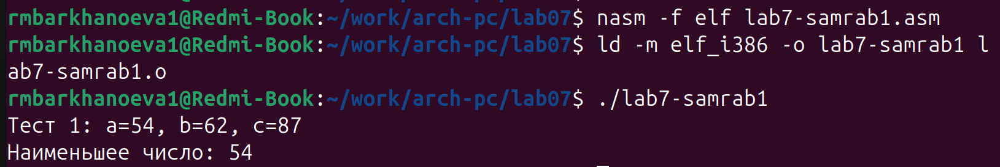 rmbarkhanoeva1@Redmi-Book:~/work/arch-pc/lab07$ nasm -f elf lab7-samrab1.asm
rmbarkhanoeva1@Redmi-Book:~/work/arch-pc/lab07$ ld -m elf_i386 -o lab7-samrab1 l
ab7-samrab1.o
rmbarkhanoeva1@Redmi-Book:~/work/arch-pc/lab07$ ./lab7-samrab1
Тест 1: a=54, b=62, c=87
Наименьшее число: 54